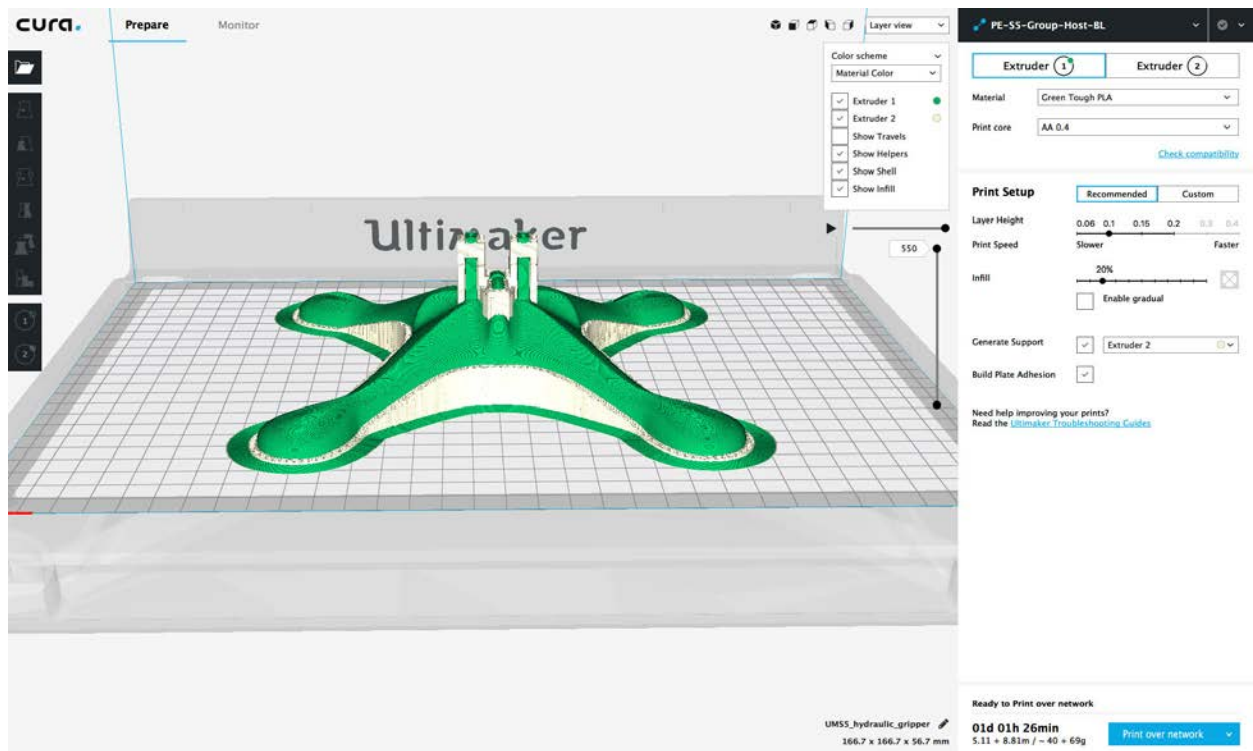 cura.
Prepare
Monitor
Layer view
Color scheme
Material Color
Extruder 1
Extruder 2
Show Travels
Show Helpers
Show Shell
Show Infill
550
Ultimaker
UMS5_hydraulic_gripper
166.7 x 166.7 x 56.7 mm
PE-S5-Group-Host-BL
Extruder 1
Extruder 2
Material Green Tough PLA
Print core AA 0.4
Check compatibility
Print Setup Recommended Custom
Layer Height 0.06 0.1 0.15 0.2 0.3 0.4
Print Speed Slower Faster
20%
Infill
Enable gradual
Generate Support Extruder 2
Build Plate Adhesion
Need help improving your prints?
Read the Ultimaker Troubleshooting Guides
Ready to Print over network
01d 01h 26min
5.11 + 8.81m / ~ 40 + 69g
Print over network
1
2